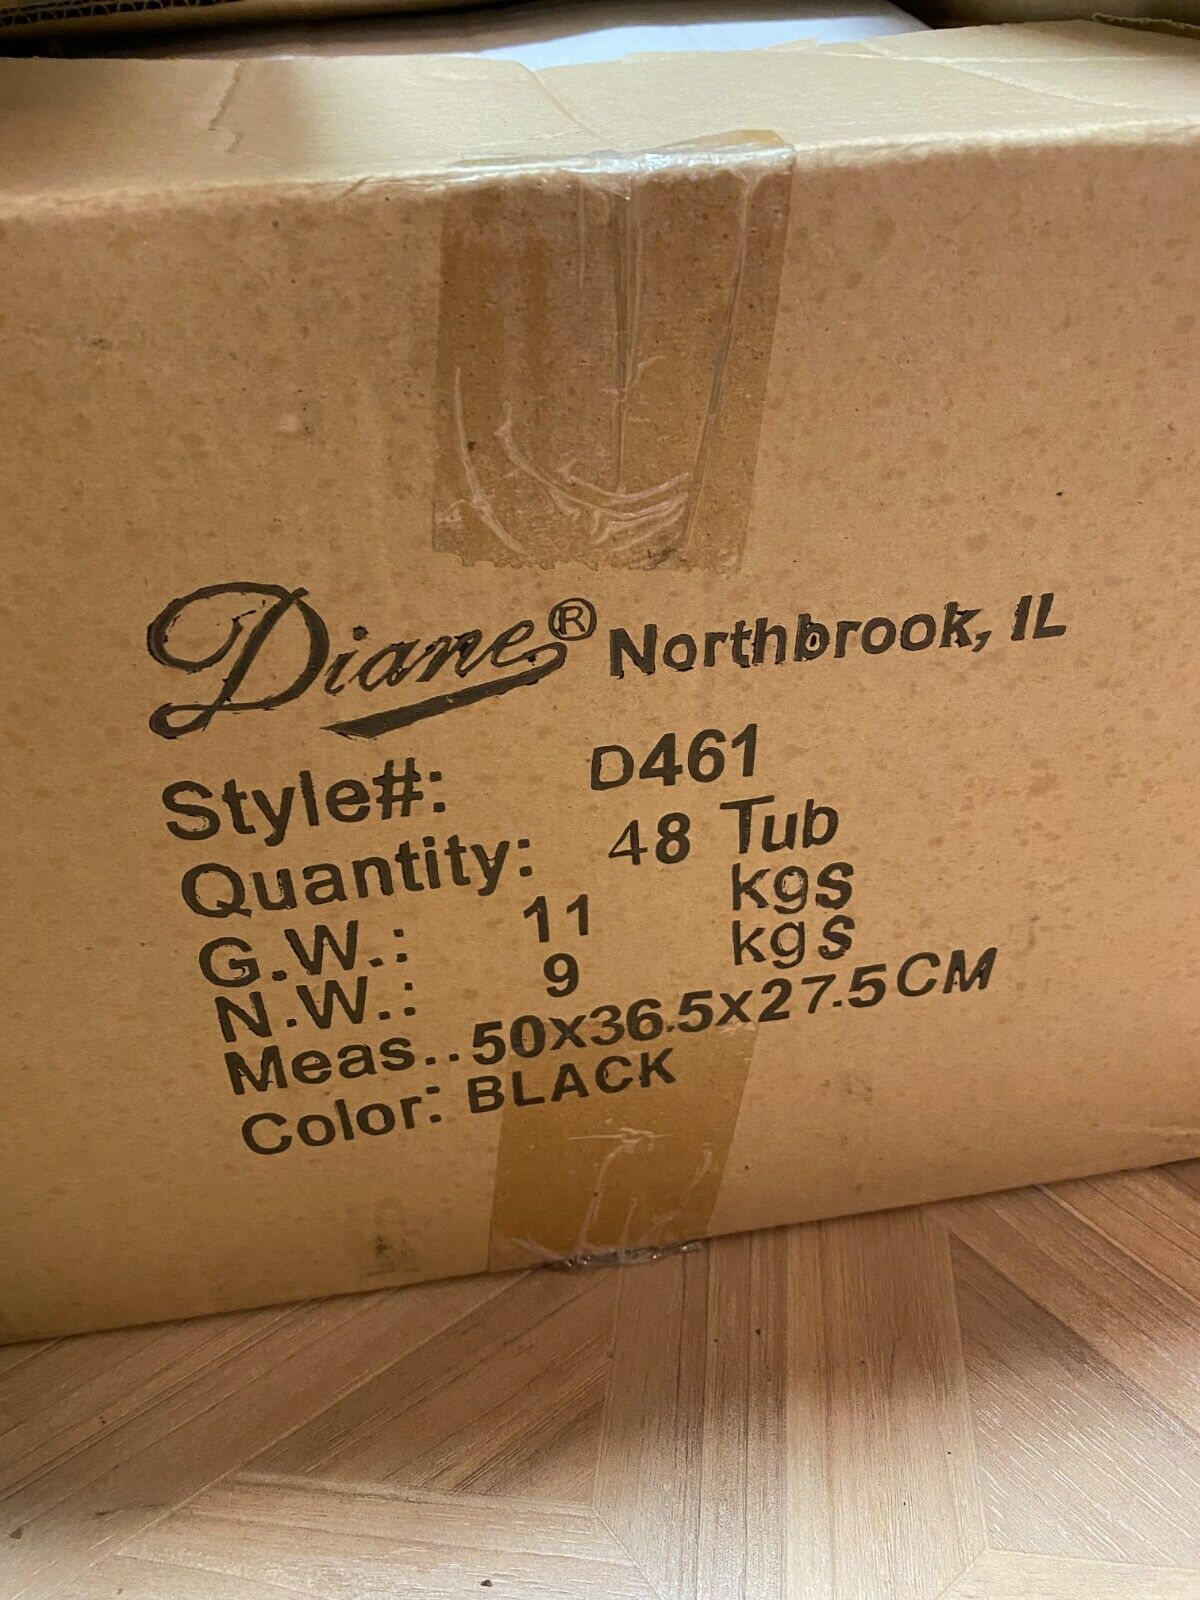 Diane® Northbrook, IL
Style#: D461
Quantity: 48 Tub
G.W.: 11 kgs
N.W.: 9 kgs
Meas.. 50x36.5x27.5CM
Color: BLACK